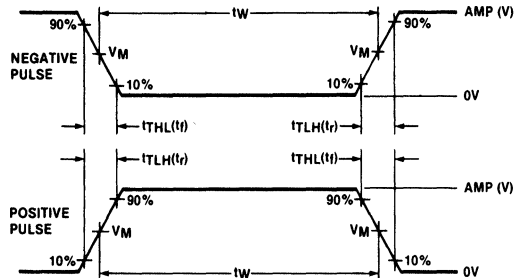 tW AMP (V)
90% 90%
NEGATIVE PULSE VM VM
10% 10%
0V
tTHL(tf) tTLH(tr)
tTLH(tr) tTHL(tf)
AMP (V)
90% 90%
POSITIVE PULSE VM VM
10% 10%
tW 0V